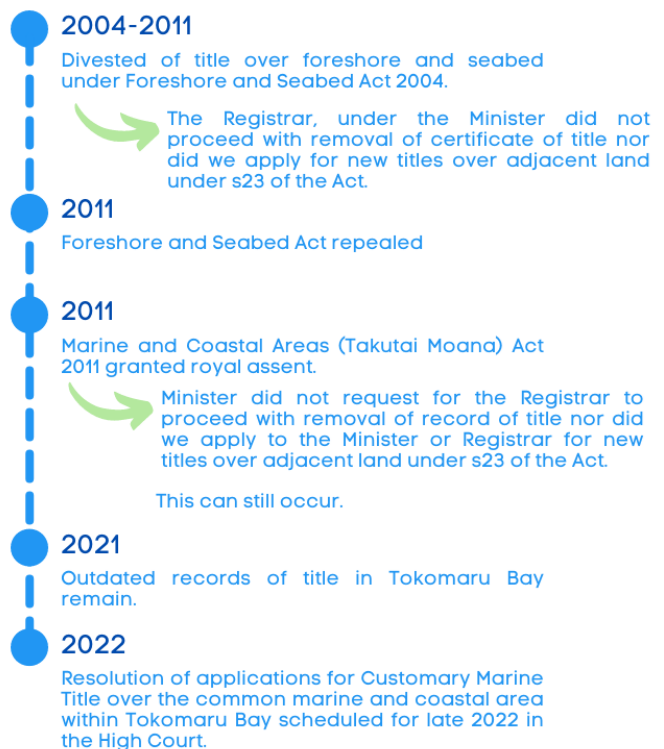 2004-2011
Divested of title over foreshore and seabed
under Foreshore and Seabed Act 2004.
The Registrar, under the Minister did not
proceed with removal of certificate of title nor
did we apply for new titles over adjacent land
under s23 of the Act.
2011
Foreshore and Seabed Act repealed
2011
Marine and Coastal Areas (Takutai Moana) Act
2011 granted royal assent.
Minister did not request for the Registrar to
proceed with removal of record of title nor did
we apply to the Minister or Registrar for new
titles over adjacent land under s23 of the Act.
This can still occur.
2021
Outdated records of title in Tokomaru Bay
remain.
2022
Resolution of applications for Customary Marine
Title over the common marine and coastal area
within Tokomaru Bay scheduled for late 2022 in
the High Court.